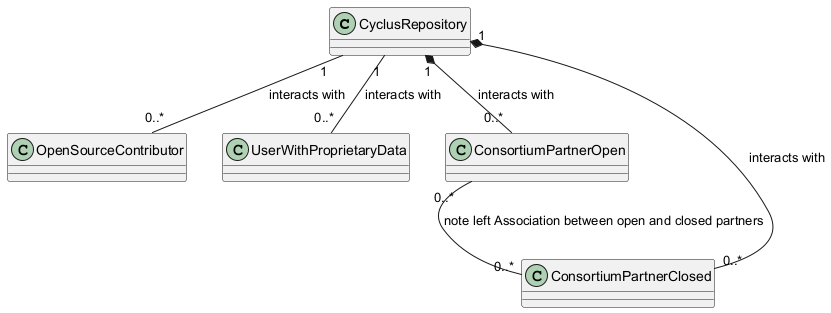 C CyclusRepository
1
1
1
1
interacts with
interacts with
interacts with
interacts with
0..*
0..*
0..*
C OpenSourceContributor
C UserWithProprietaryData
C ConsortiumPartnerOpen
0..*
note left Association between open and closed partners
0..*
0..*
C ConsortiumPartnerClosed